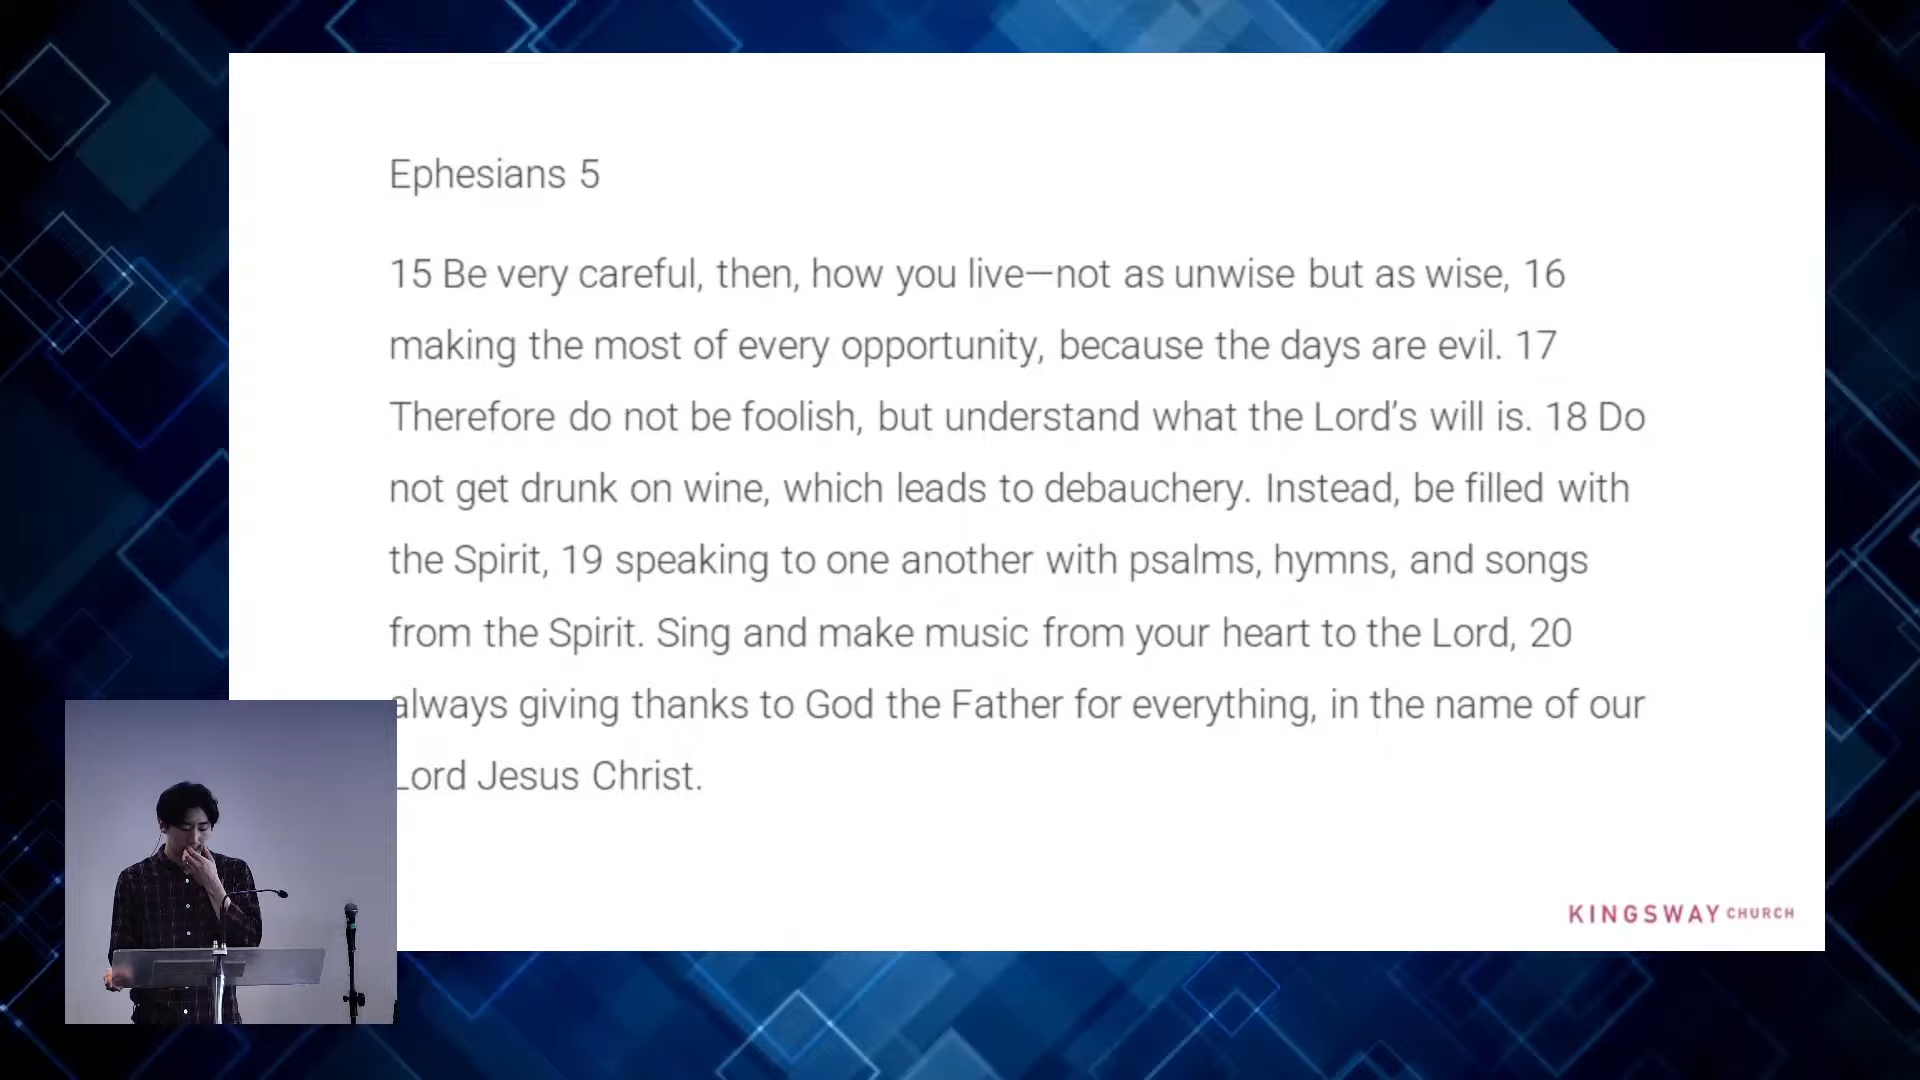 Ephesians 5
15 Be very careful, then, how you live—not as unwise but as wise, 16
making the most of every opportunity, because the days are evil. 17
Therefore do not be foolish, but understand what the Lord’s will is. 18 Do
not get drunk on wine, which leads to debauchery. Instead, be filled with
the Spirit, 19 speaking to one another with psalms, hymns, and songs
from the Spirit. Sing and make music from your heart to the Lord, 20
always giving thanks to God the Father for everything, in the name of our
Lord Jesus Christ.
KINGSWAY CHURCH